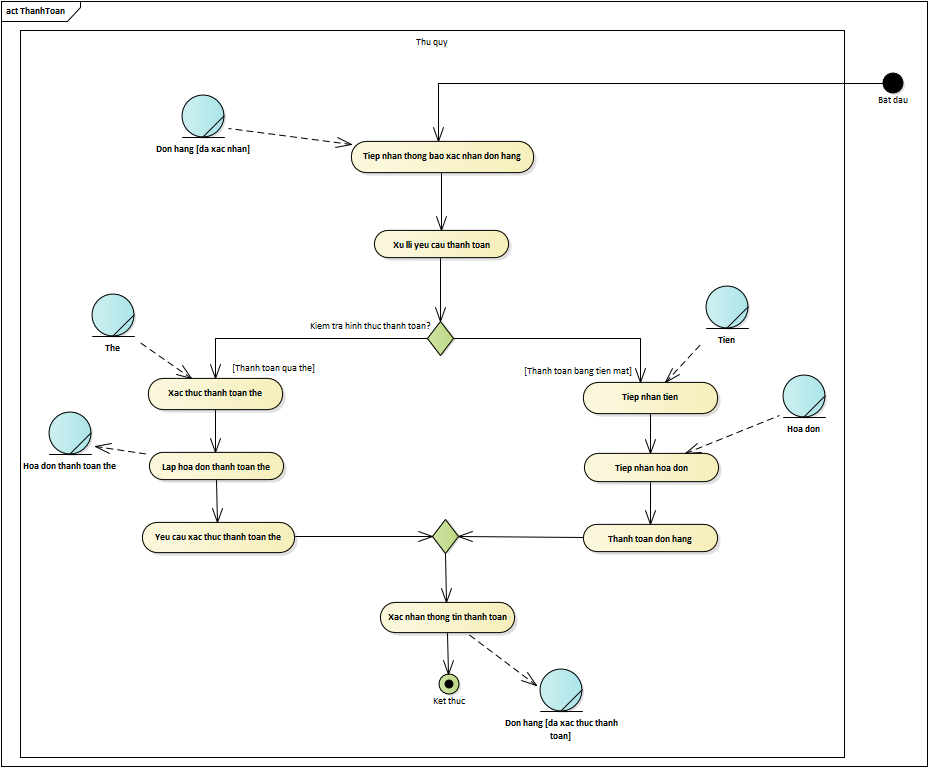 act ThanhToan
Thu quy
Bat dau
Don hang [da xac nhan]
Tiep nhan thong bao xac nhan don hang
Xu lí yeu cau thanh toan
Kiem tra hinh thuc thanh toan?
The
Tien
[Thanh toan qua the]
[Thanh toan bang tien mat]
Xac thuc thanh toan the
Tiep nhan tien
Hoa don
Hoa don thanh toan the
Lap hoa don thanh toan the
Tiep nhan hoa don
Yeu cau xac thuc thanh toan the
Thanh toan don hang
Xac nhan thong tin thanh toan
Ket thuc
Don hang [da xac thuc thanh
toan]